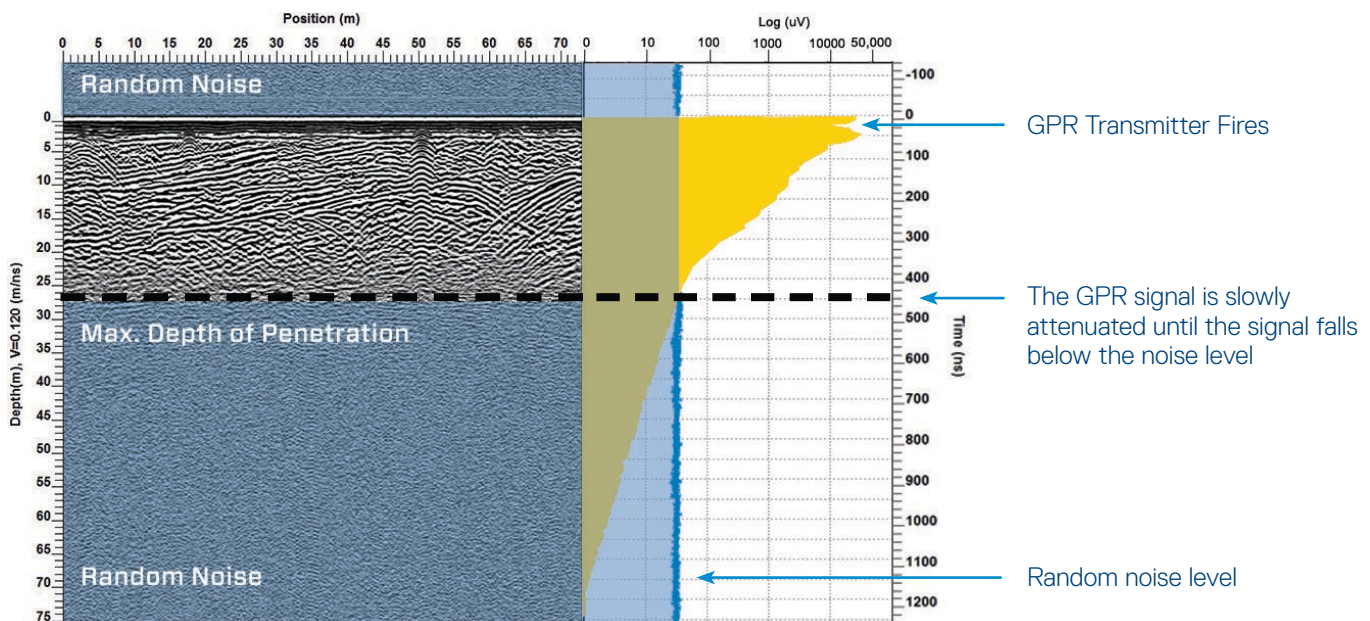 Position (m)
0 5 10 15 20 25 30 35 40 45 50 55 60 65 70
Log (uV)
0 10 100 1000 10000 50,000
Random Noise
-100
0
100
200
300
400
500
600
700
800
900
1000
1100
1200
Time (ns)
0
5
10
15
20
25
30
35
40
45
50
55
60
65
70
75
Depth(m), V=0.120 (m/ns)
Max. Depth of Penetration
Random Noise
GPR Transmitter Fires
The GPR signal is slowly
attenuated until the signal falls
below the noise level
Random noise level